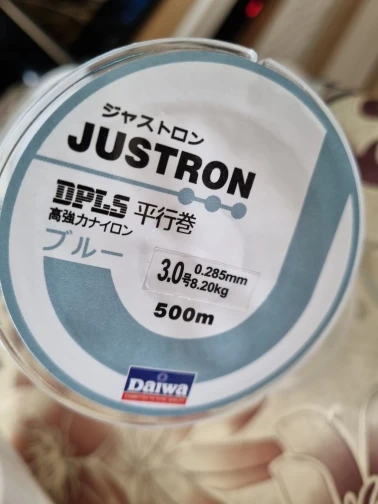 ジャストロン
JUSTRON
DPLS 平行巻
高強力ナイロン
ブルー
3.0号 0.285mm
8.20kg
500m
Daiwa